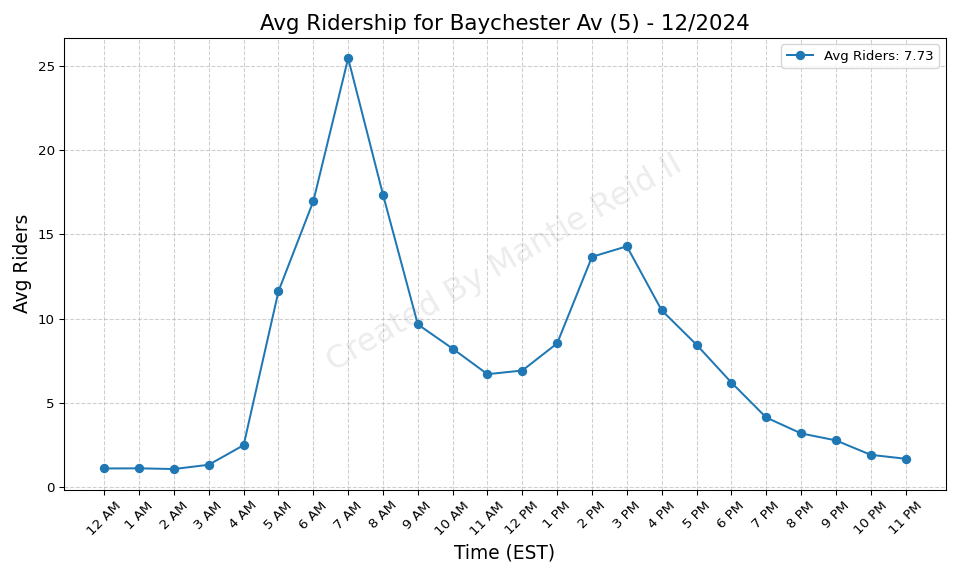 Avg Ridership for Baychester Av (5) - 12/2024
Avg Riders: 7.73
25
20
15
10
5
0
Avg Riders
Created By Mantie Reid II
12 AM
1 AM
2 AM
3 AM
4 AM
5 AM
6 AM
7 AM
8 AM
9 AM
10 AM
11 AM
12 PM
1 PM
2 PM
3 PM
4 PM
5 PM
6 PM
7 PM
8 PM
9 PM
10 PM
11 PM
Time (EST)